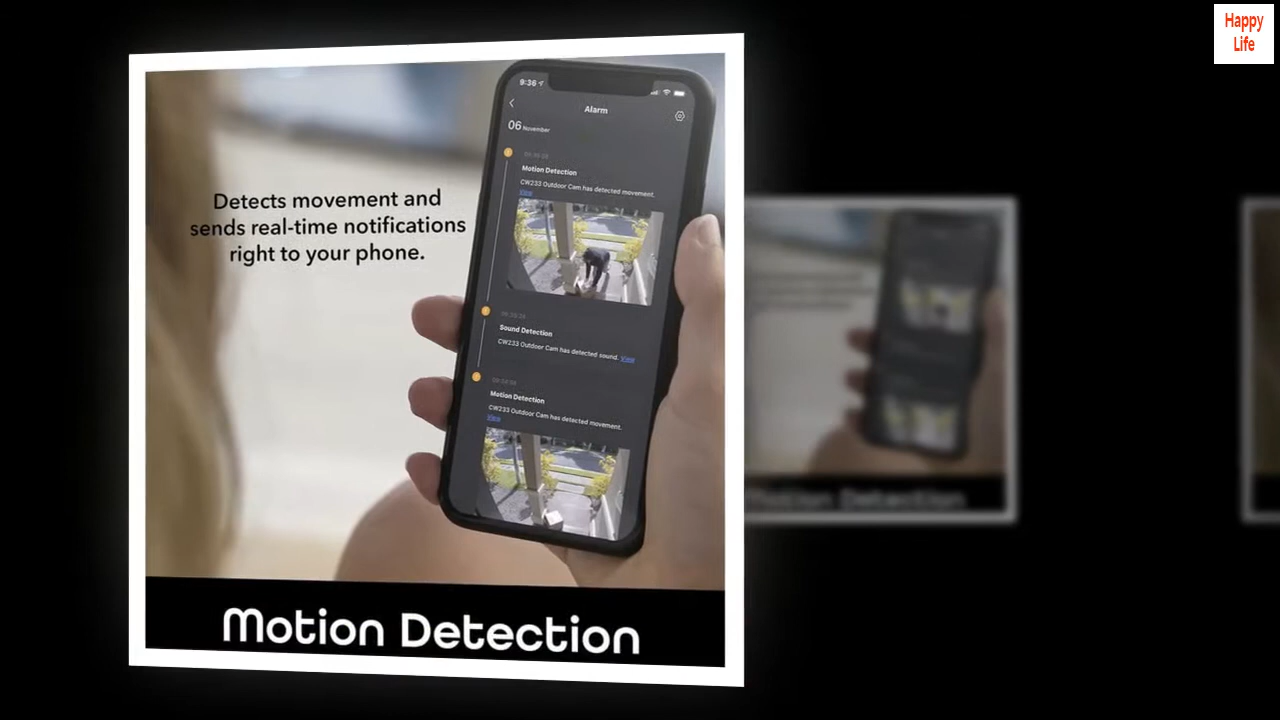 Happy
Life
Detects movement and
sends real-time notifications
right to your phone.
9:36
Alarm
06 November
Motion Detection
CW233 Outdoor Cam has detected movement.
View
Sound Detection
CW233 Outdoor Cam has detected sound. View
Motion Detection
CW233 Outdoor Cam has detected movement.
View
Motion Detection
Motion Detection